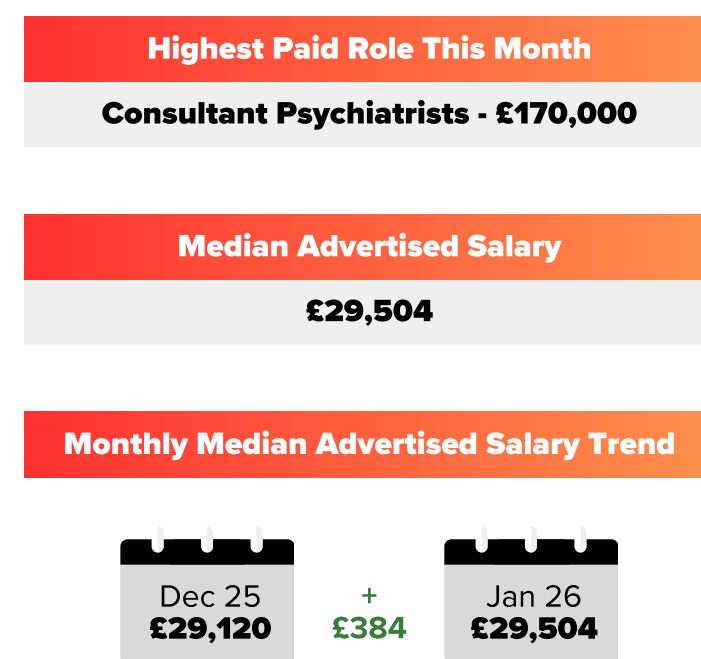 Highest Paid Role This Month
Consultant Psychiatrists - £170,000
Median Advertised Salary
£29,504
Monthly Median Advertised Salary Trend
Dec 25
£29,120
+
£384
Jan 26
£29,504